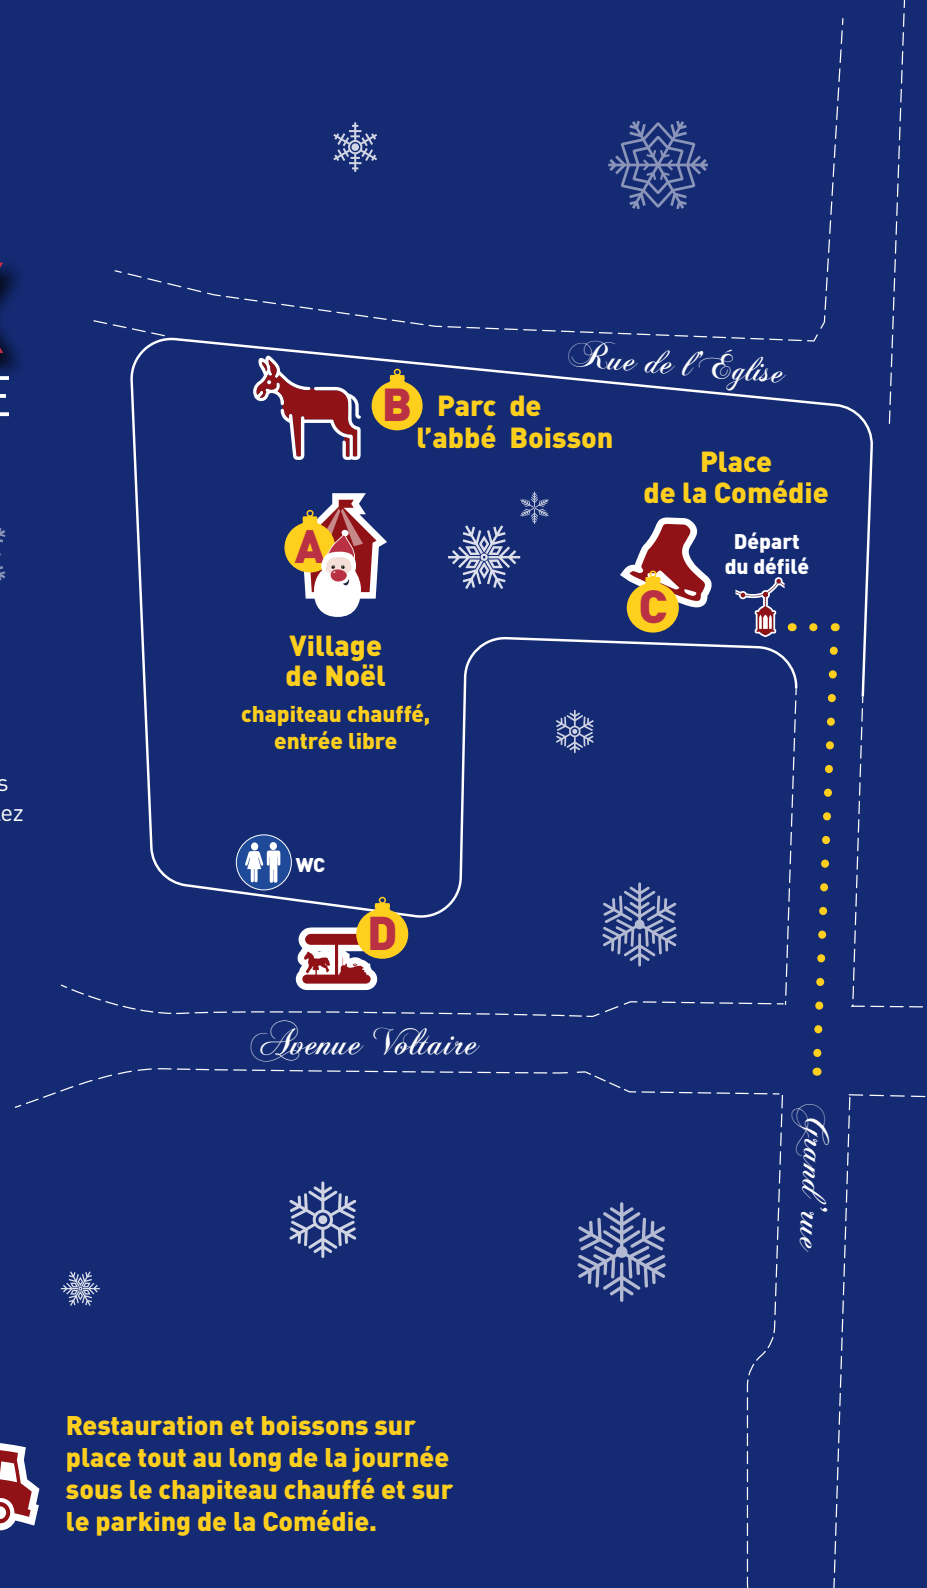 Rue de l'Église
B
Parc de
l'abbé Boisson
Place
de la Comédie
A
Départ
du défilé
C
Village
de Noël
chapiteau chauffé,
entrée libre
WC
D
Avenue Voltaire
Grand'rue
Restauration et boissons sur
place tout au long de la journée
sous le chapiteau chauffé et sur
le parking de la Comédie.